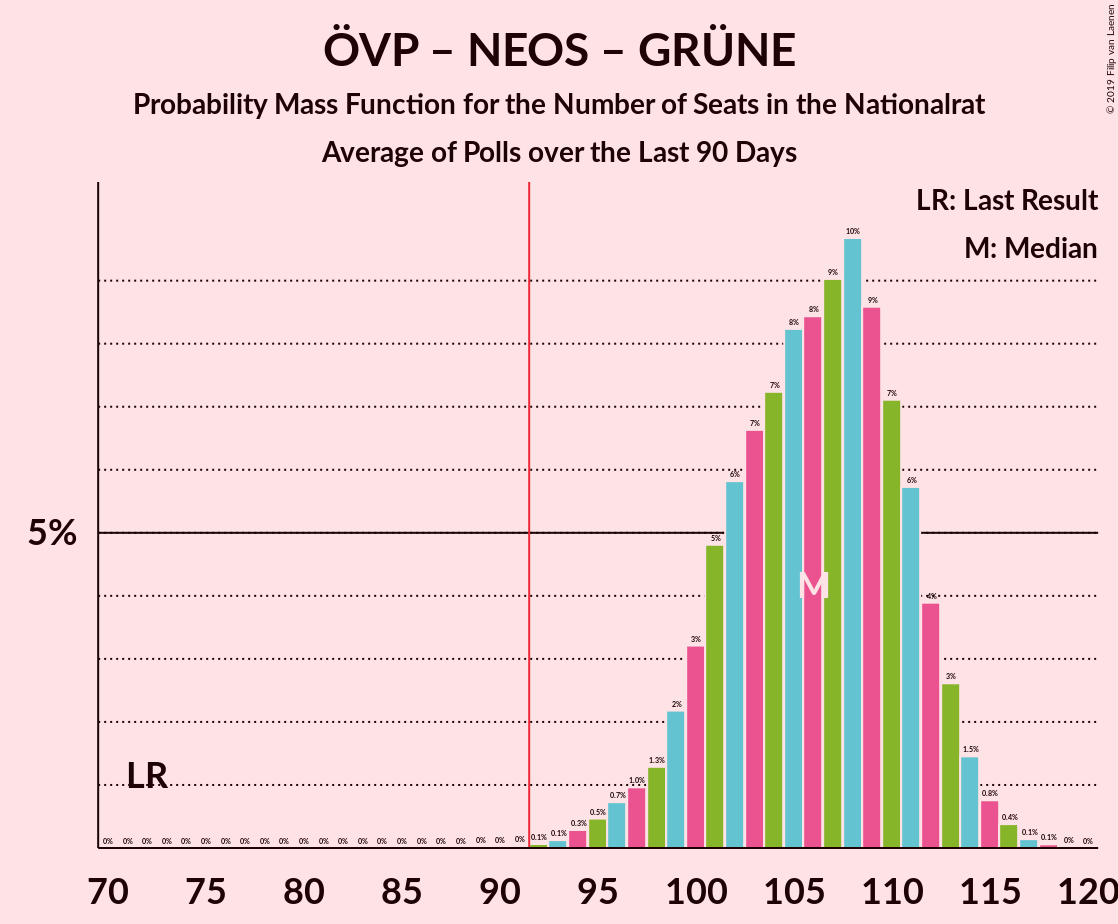 ÖVP – NEOS – GRÜNE
Probability Mass Function for the Number of Seats in the Nationalrat
Average of Polls over the Last 90 Days
© 2019 Filip van Laenen
LR: Last Result
M: Median
10%
9%
9%
8%
8%
7%
7%
7%
6%
6%
5%
5%
M
4%
3%
3%
2%
LR
1.3%
1.5%
1.0%
0.7%
0.8%
0.5%
0.4%
0.3%
0% 0% 0% 0% 0% 0% 0% 0% 0% 0% 0% 0% 0% 0% 0% 0% 0% 0% 0% 0% 0% 0% 0.1% 0.1% 0.1% 0.1% 0% 0%
70 75 80 85 90 95 100 105 110 115 120